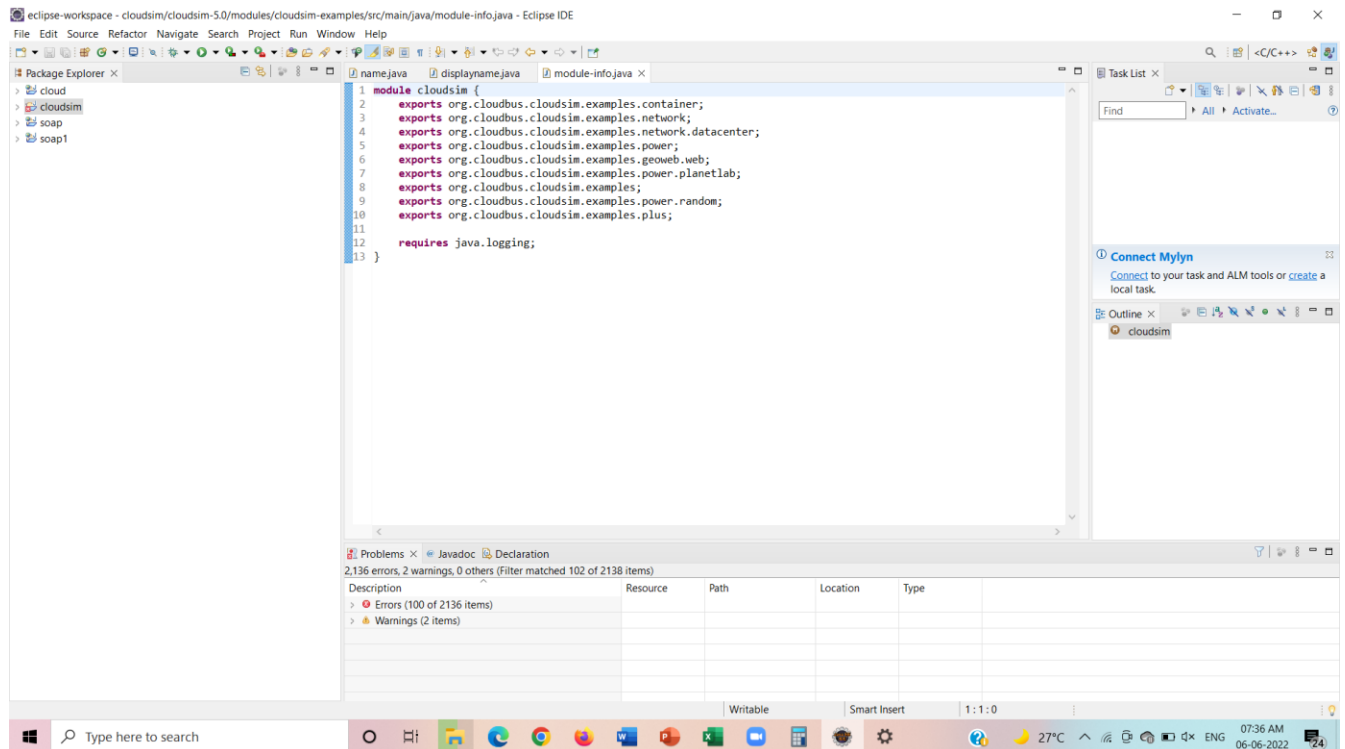 eclipse-workspace - cloudsim/cloudsim-5.0/modules/cloudsim-examples/src/main/java/module-info.java - Eclipse IDE
File Edit Source Refactor Navigate Search Project Run Window Help
<C/C++>
Package Explorer
name.java displayname.java module-info.java
Task List
cloud
cloudsim
soap
soap1
1 module cloudsim {
2 exports org.cloudbus.cloudsim.examples.container;
3 exports org.cloudbus.cloudsim.examples.network;
4 exports org.cloudbus.cloudsim.examples.network.datacenter;
5 exports org.cloudbus.cloudsim.examples.power;
6 exports org.cloudbus.cloudsim.examples.geoweb.web;
7 exports org.cloudbus.cloudsim.examples.power.planetlab;
8 exports org.cloudbus.cloudsim.examples;
9 exports org.cloudbus.cloudsim.examples.power.random;
10 exports org.cloudbus.cloudsim.examples.plus;
11
12 requires java.logging;
13 }
Find All Activate...
Connect Mylyn
Connect to your task and ALM tools or create a
local task.
Outline
cloudsim
Problems Javadoc Declaration
2,136 errors, 2 warnings, 0 others (Filter matched 102 of 2138 items)
Description Resource Path Location Type
Errors (100 of 2136 items)
Warnings (2 items)
Writable Smart Insert 1 : 1 : 0
Type here to search
27°C ENG
07:36 AM
06-06-2022
24